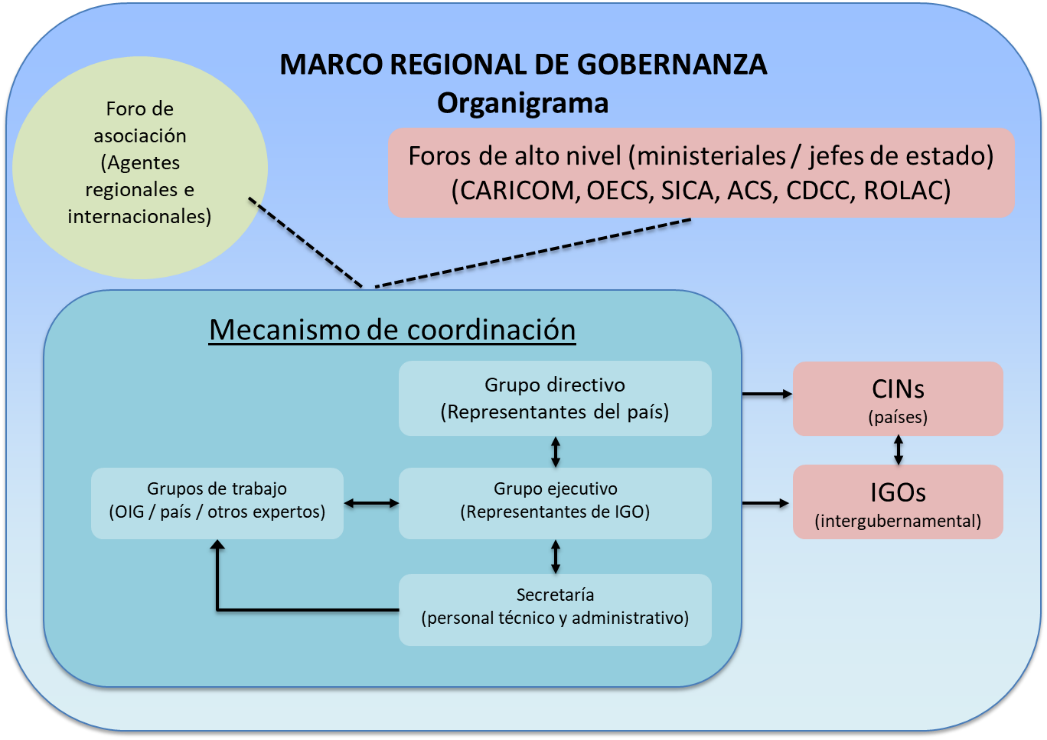 MARCO REGIONAL DE GOBERNANZA
Organigrama
Foro de
asociación
(Agentes
regionales e
internacionales)
Foros de alto nivel (ministeriales / jefes de estado)
(CARICOM, OECS, SICA, ACS, CDCC, ROLAC)
Mecanismo de coordinación
Grupo directivo
(Representantes del país)
CINs
(países)
Grupos de trabajo
(OIG / país / otros expertos)
Grupo ejecutivo
(Representantes de IGO)
IGOs
(intergubernamental)
Secretaría
(personal técnico y administrativo)